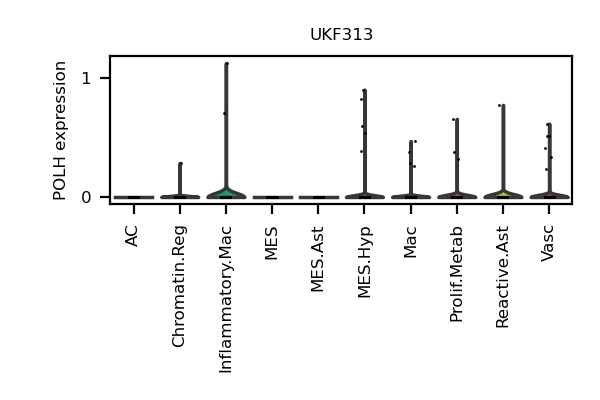 UKF313
POLH expression
1
0
AC
Chromatin.Reg
Inflammatory.Mac
MES
MES.Ast
MES.Hyp
Mac
Prolif.Metab
Reactive.Ast
Vasc